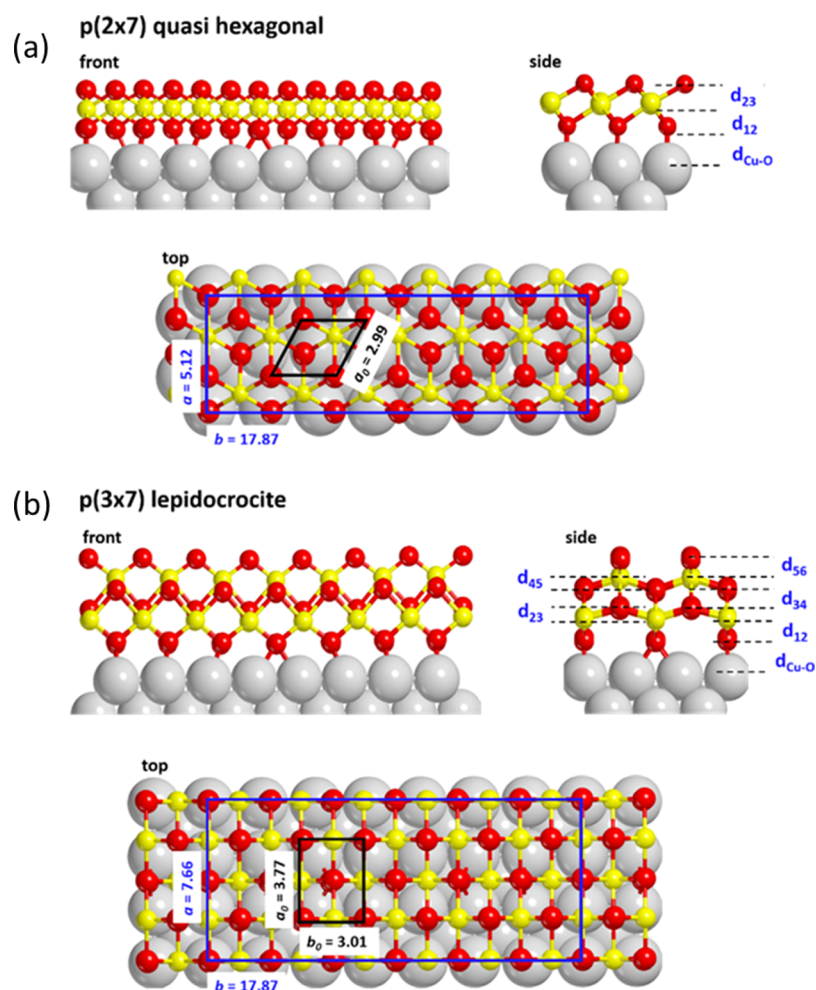 (a)
p(2x7) quasi hexagonal
front
side
d23
d12
dCu-O
top
a = 5.12
a0 = 2.99
b = 17.87
(b)
p(3x7) lepidocrocite
front
side
d45
d56
d34
d23
d12
dCu-O
top
a = 7.66
a0 = 3.77
b0 = 3.01
b = 17.87